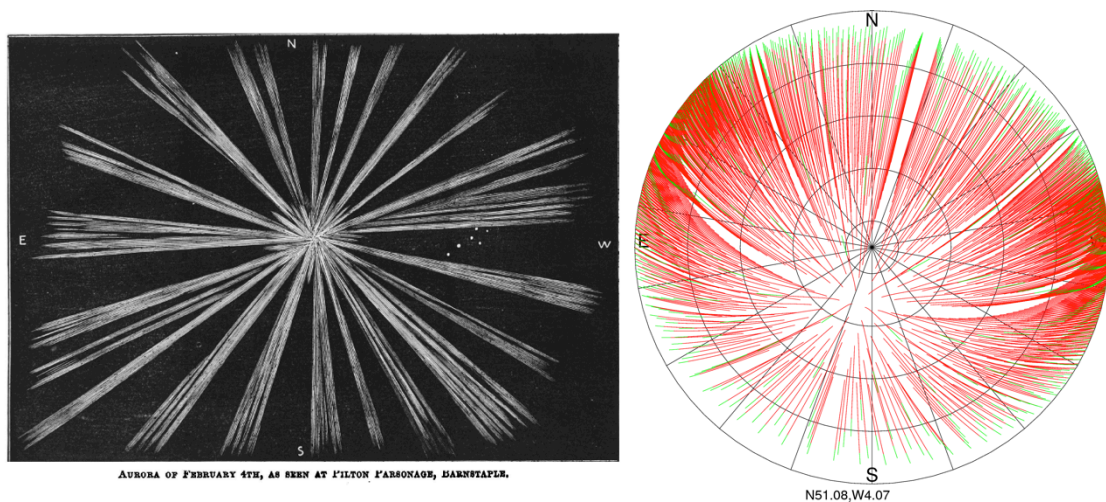 N
E
W
S
AURORA OF FEBRUARY 4TH, AS SEEN AT PILTON PARSONAGE, BARNSTAPLE.
N
E
S
N51.08,W4.07